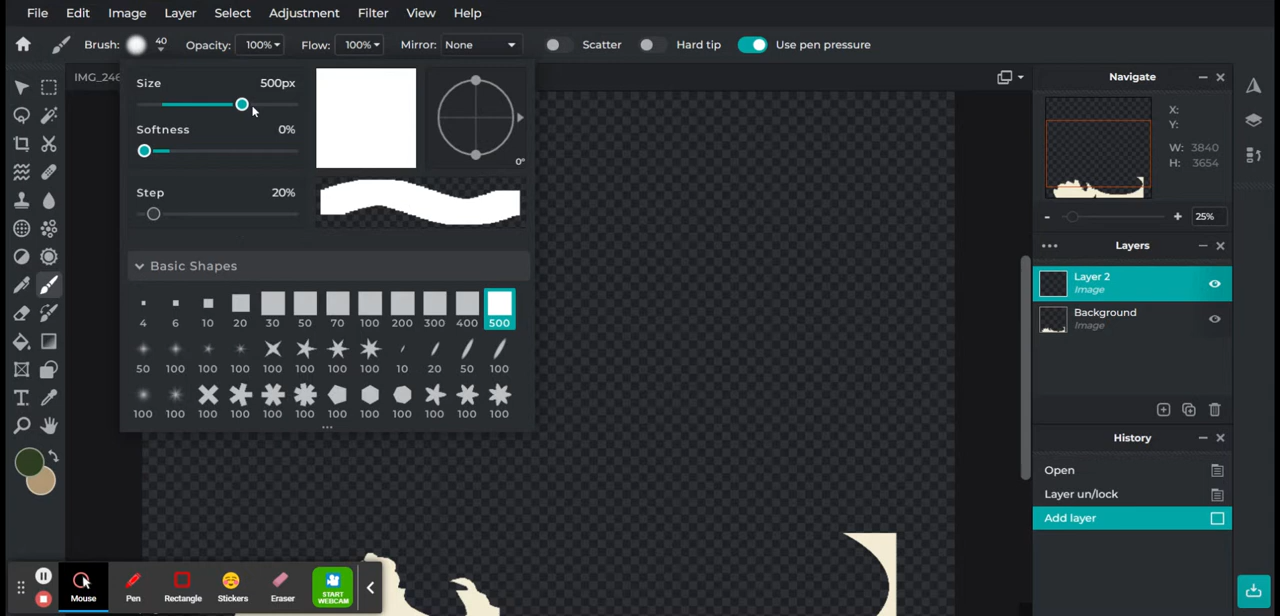 File Edit Image Layer Select Adjustment Filter View Help
Brush: 40 Opacity: 100% Flow: 100% Mirror: None Scatter Hard tip Use pen pressure
IMG_246
Size 500px
Softness 0%
0°
Step 20%
Basic Shapes
4 6 10 20 30 50 70 100 200 300 400 500
50 100 100 100 100 100 100 100 10 20 50 100
100 100 100 100 100 100 100 100 100 100 100 100
Navigate
X:
Y:
W: 3840
H: 3654
- + 25%
Layers
Layer 2
Image
Background
Image
History
Open
Layer un/lock
Add layer
Mouse Pen Rectangle Stickers Eraser START WEBCAM